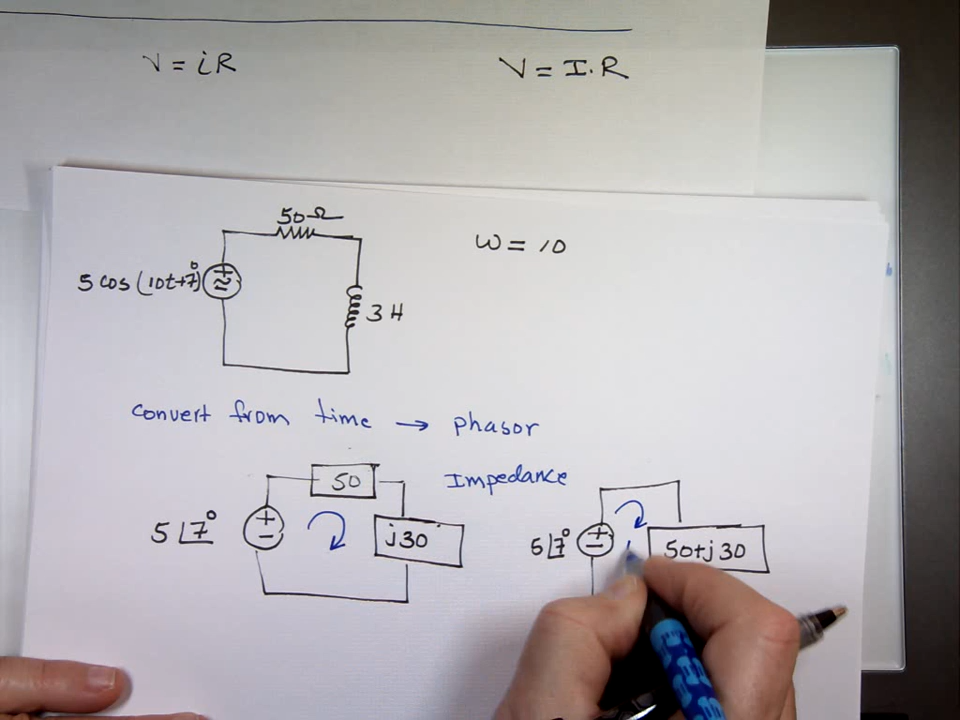 V = iR
V = I.R
50Ω
ω = 10
5 cos (10t+7°)
+
≈
3 H
convert from time → phasor
Impedance
50
5∠7°
+
−
j30
5∠7°
+
−
50+j30